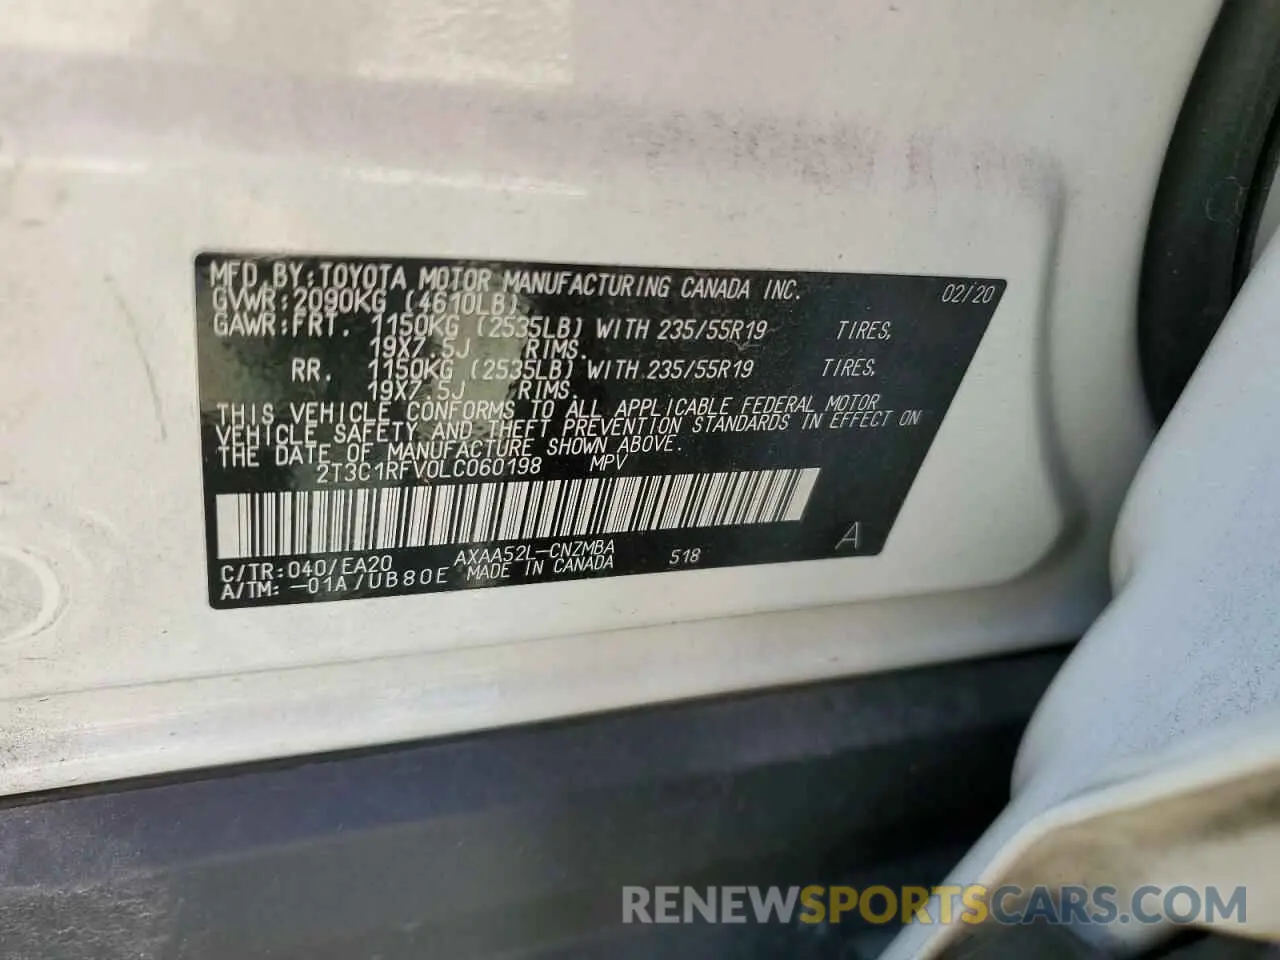 MFD.BY:TOYOTA MOTOR MANUFACTURING CANADA INC. 02/20
GVWR:2090KG (4610LB)
GAWR:FRT. 1150KG (2535LB) WITH 235/55R19 TIRES,
19X7.5J RIMS.
RR. 1150KG (2535LB) WITH 235/55R19 TIRES,
19X7.5J RIMS.
THIS VEHICLE CONFORMS TO ALL APPLICABLE FEDERAL MOTOR
VEHICLE SAFETY AND THEFT PREVENTION STANDARDS IN EFFECT ON
THE DATE OF MANUFACTURE SHOWN ABOVE.
2T3C1RFV0LC060198 MPV
C/TR:040/EA20 AXAA52L-CNZMBA 518 A
A/TM: -01A/UB80E MADE IN CANADA
RENEWSPORTSCARS.COM